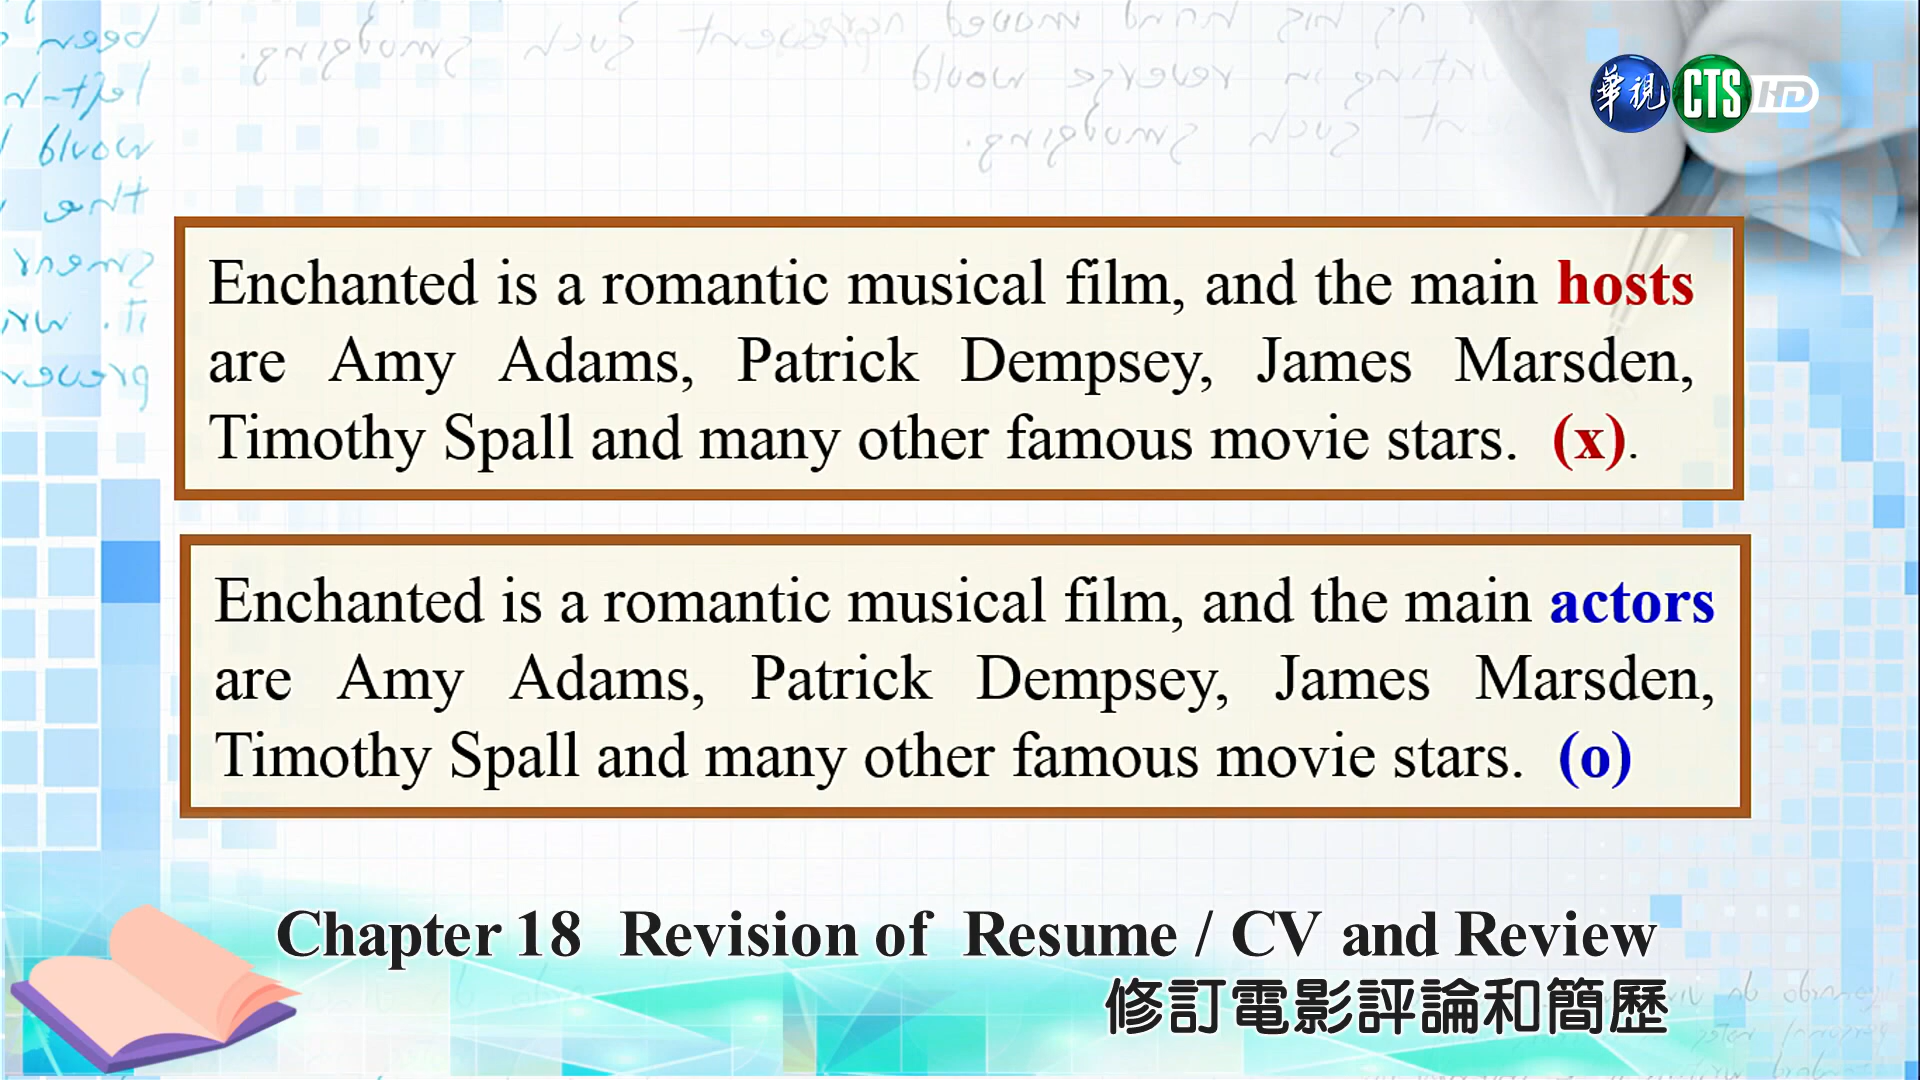 華視 CTS HD
Enchanted is a romantic musical film, and the main hosts
are Amy Adams, Patrick Dempsey, James Marsden,
Timothy Spall and many other famous movie stars. (x).
Enchanted is a romantic musical film, and the main actors
are Amy Adams, Patrick Dempsey, James Marsden,
Timothy Spall and many other famous movie stars. (o)
Chapter 18 Revision of Resume / CV and Review
修訂電影評論和簡歷